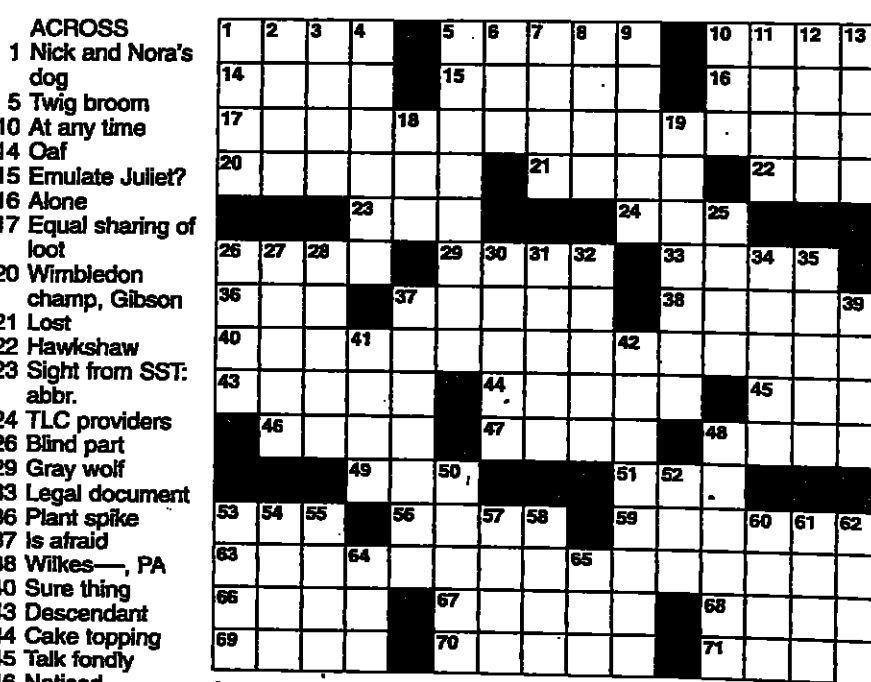 ACROSS
1 Nick and Nora's
dog
5 Twig broom
10 At any time
14 Oaf
15 Emulate Juliet?
16 Alone
17 Equal sharing of
loot
20 Wimbledon
champ, Gibson
21 Lost
22 Hawkshaw
23 Sight from SST:
abbr.
24 TLC providers
26 Blind part
29 Gray wolf
33 Legal document
36 Plant spike
37 Is afraid
38 Wilkes—, PA
40 Sure thing
43 Descendant
44 Cake topping
45 Talk fondly
46 Noticed
1 2 3 4 5 6 7 8 9 10 11 12 13
14 15 16
17 18 19
20 21 22
23 24 25
26 27 28 29 30 31 32 33 34 35
36 37 38 39
40 41 42
43 44 45
46 47 48
49 50 51 52
53 54 55 56 57 58 59 60 61 62
63 64 65
66 67 68
69 70 71